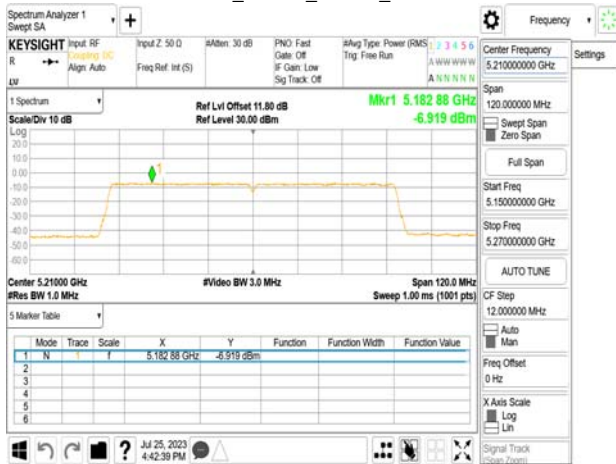 Spectrum Analyzer 1
Swept SA
Frequency
KEYSIGHT Input: RF
Coupling: DC
Align: Auto
R
LV
Input Z: 50 Ω
Freq Ref: Int (S)
#Atten: 30 dB
PNO: Fast
Gate: Off
IF Gain: Low
Sig Track: Off
#Avg Type: Power (RMS
Trig: Free Run
1 2 3 4 5 6
A W W W W W
A N N N N N
1 Spectrum
Scale/Div 10 dB
Ref Lvl Offset 11.80 dB
Ref Level 30.00 dBm
Mkr1 5.182 88 GHz
-6.919 dBm
Log
20.0
10.0
0.00
-10.0
-20.0
-30.0
-40.0
-50.0
-60.0
1
Center 5.21000 GHz
#Res BW 1.0 MHz
#Video BW 3.0 MHz
Span 120.0 MHz
Sweep 1.00 ms (1001 pts)
5 Marker Table
Mode Trace Scale X Y Function Function Width Function Value
1 N 1 f 5.182 88 GHz -6.919 dBm
2
3
4
5
6
Jul 25, 2023
4:42:39 PM
Center Frequency
5.210000000 GHz
Settings
Span
120.000000 MHz
Swept Span
Zero Span
Full Span
Start Freq
5.150000000 GHz
Stop Freq
5.270000000 GHz
AUTO TUNE
CF Step
12.000000 MHz
Auto
Man
Freq Offset
0 Hz
X Axis Scale
Log
Lin
Signal Track
(Span Zoom)